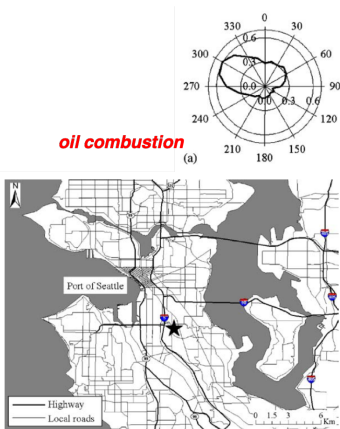 0
330 30
0.6
300 60
0.3
270 0.0 90
0.0 0.3 0.6
240 120
oil combustion
210 150
(a) 180
N
Port of Seattle
Highway
Local roads
0 1.5 3 6
Km